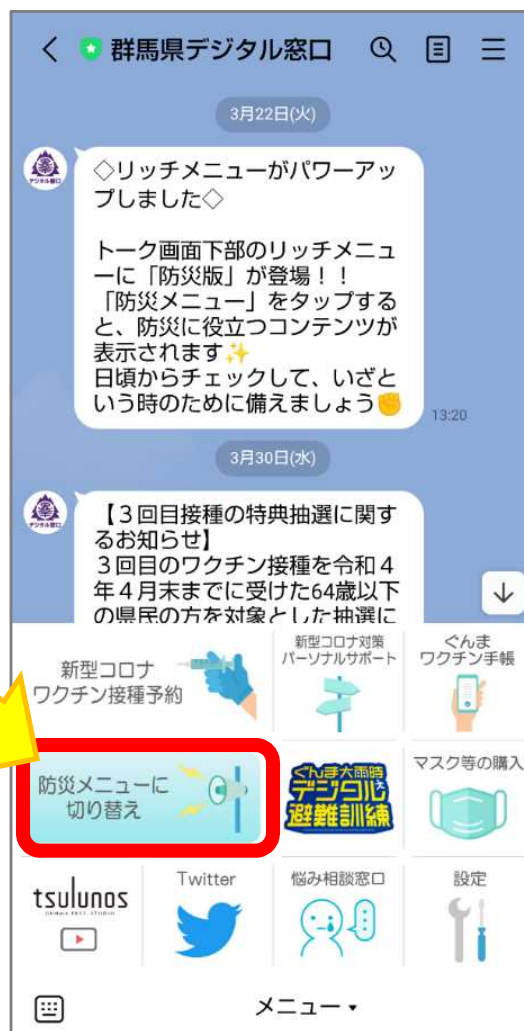 群馬県デジタル窓口
3月22日(火)
◇リッチメニューがパワーアッ
プしました◇
トーク画面下部のリッチメニュ
ーに「防災版」が登場！！
「防災メニュー」をタップする
と、防災に役立つコンテンツが
表示されます✨
日頃からチェックして、いざと
いう時のために備えましょう✊
13:20
デジタル窓口
3月30日(水)
【３回目接種の特典抽選に関す
るお知らせ】
３回目のワクチン接種を令和４
年４月末までに受けた64歳以下
の県民の方を対象とした抽選に
デジタル窓口
新型コロナ
ワクチン接種予約
新型コロナ対策
パーソナルサポート
ぐんま
ワクチン手帳
防災メニューに
切り替え
ぐんま大雨時
デジタル
避難訓練
マスク等の購入
tsulunos
Twitter
悩み相談窓口
設定
メニュー